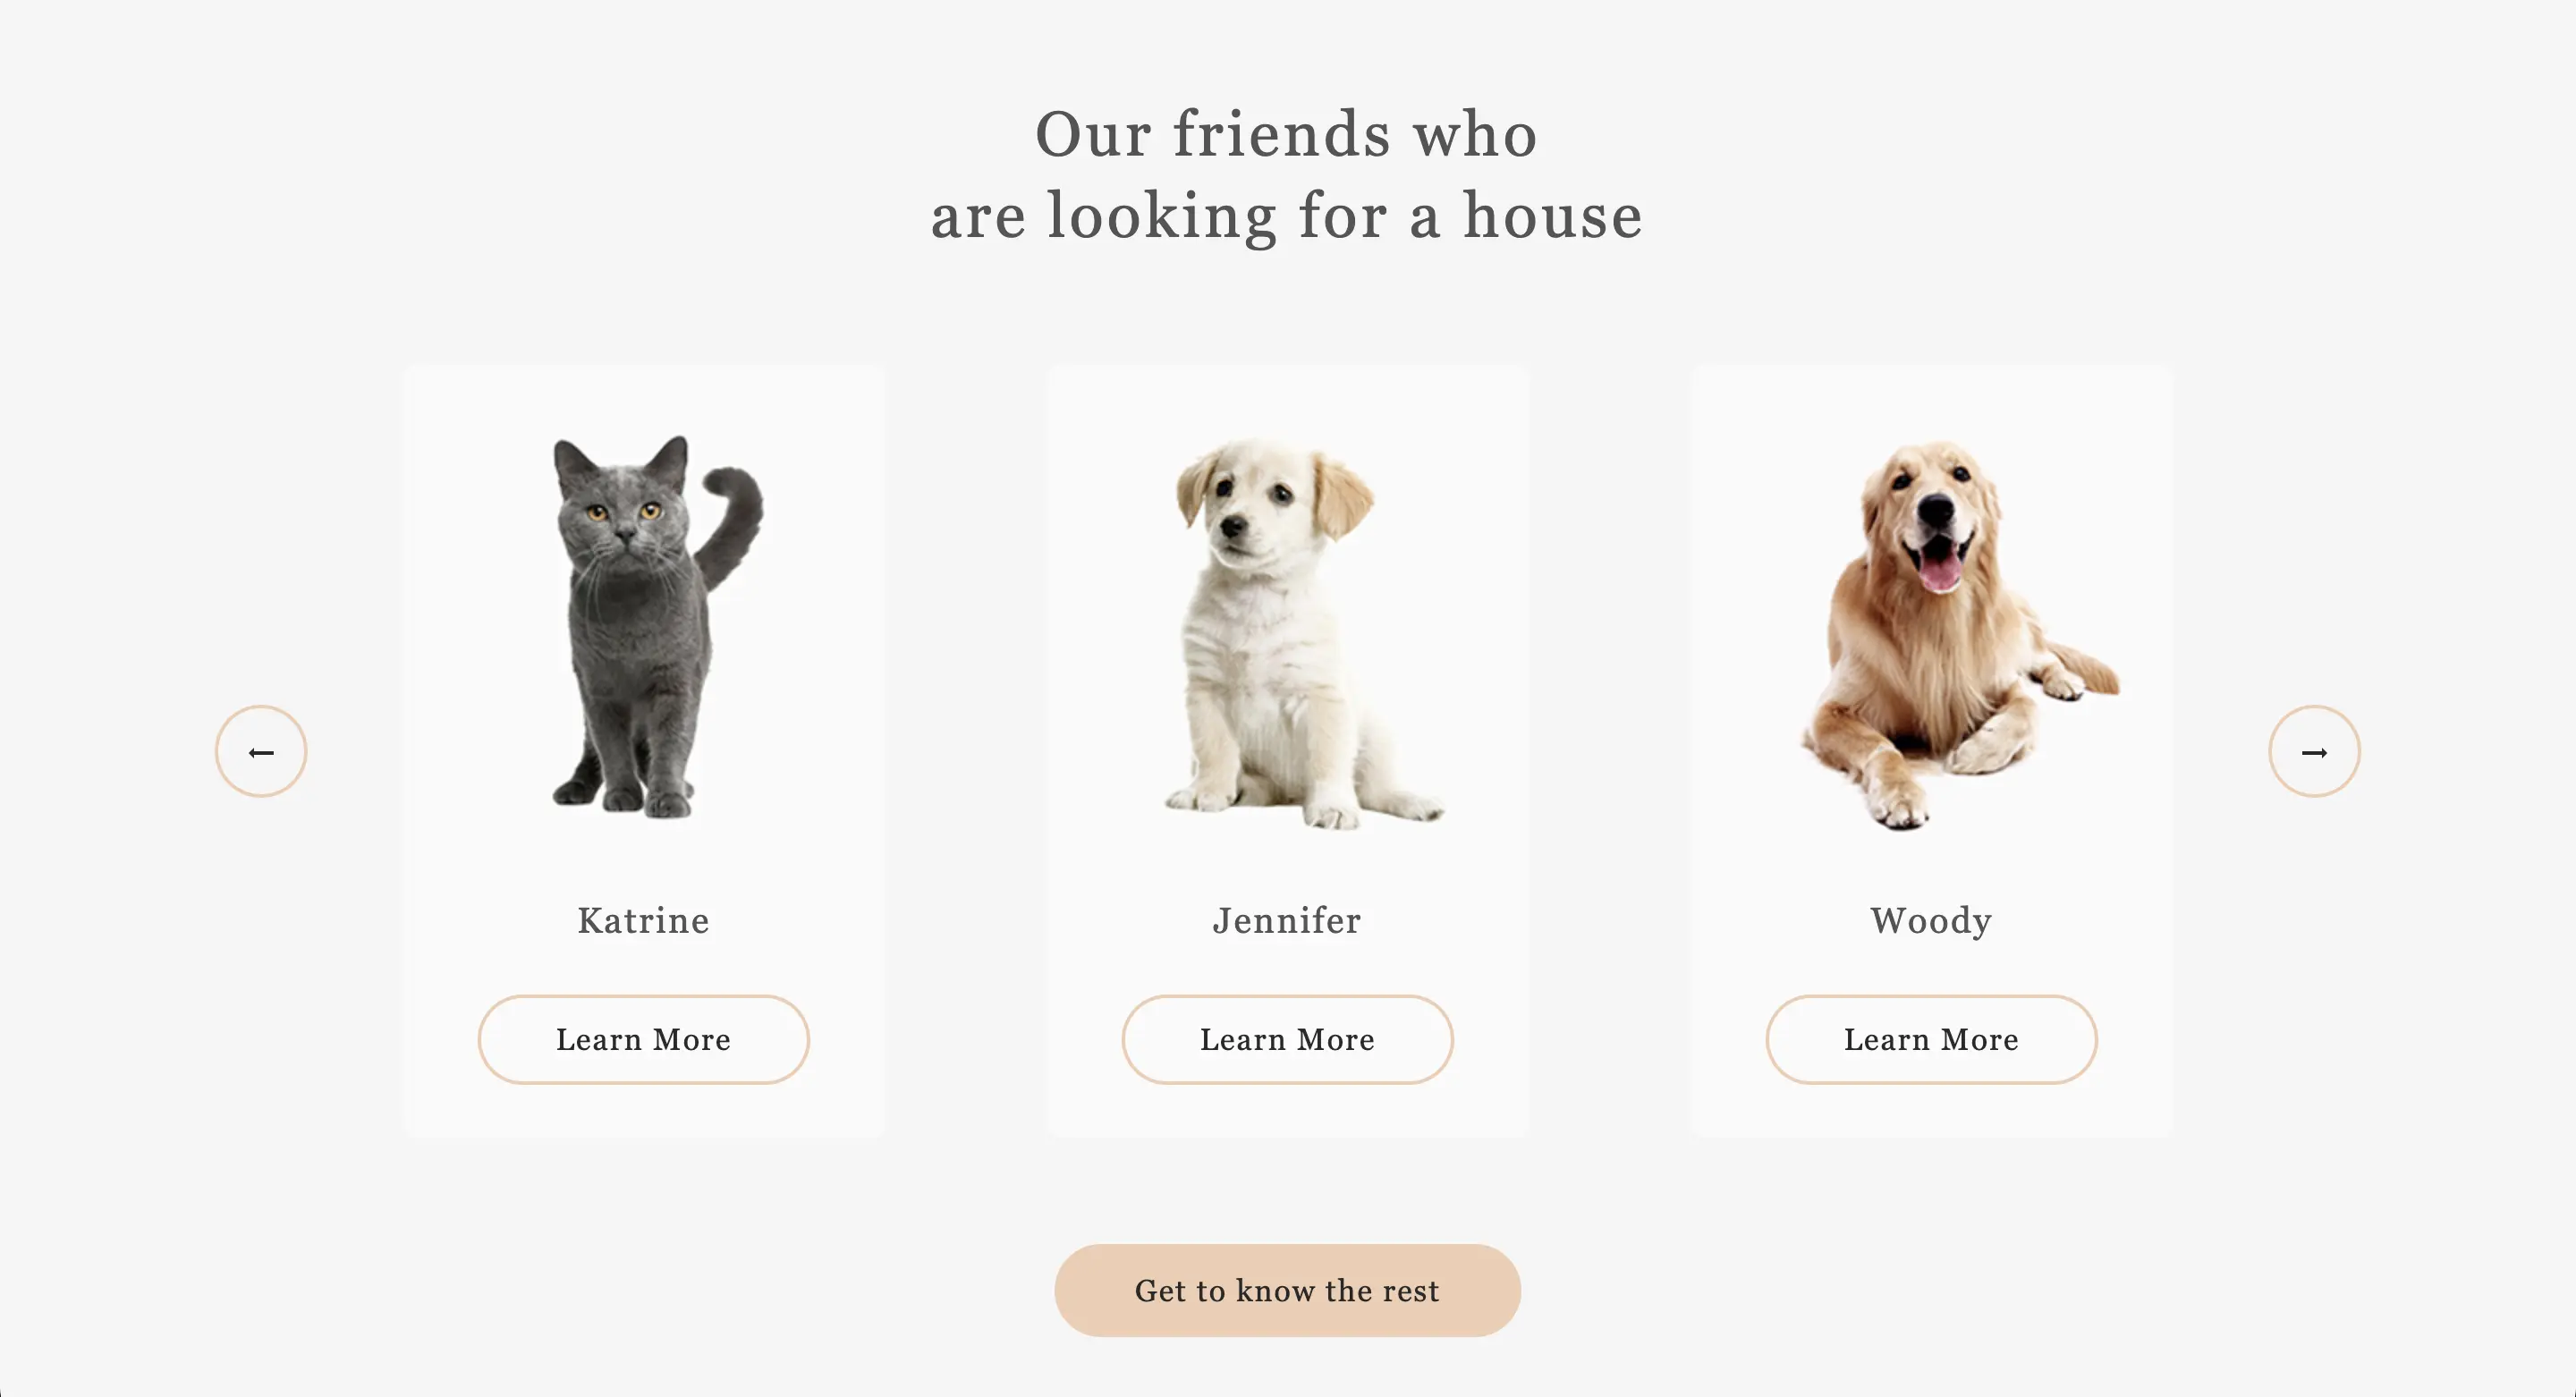 Our friends who
are looking for a house
Katrine
Jennifer
Woody
Learn More
Learn More
Learn More
Get to know the rest